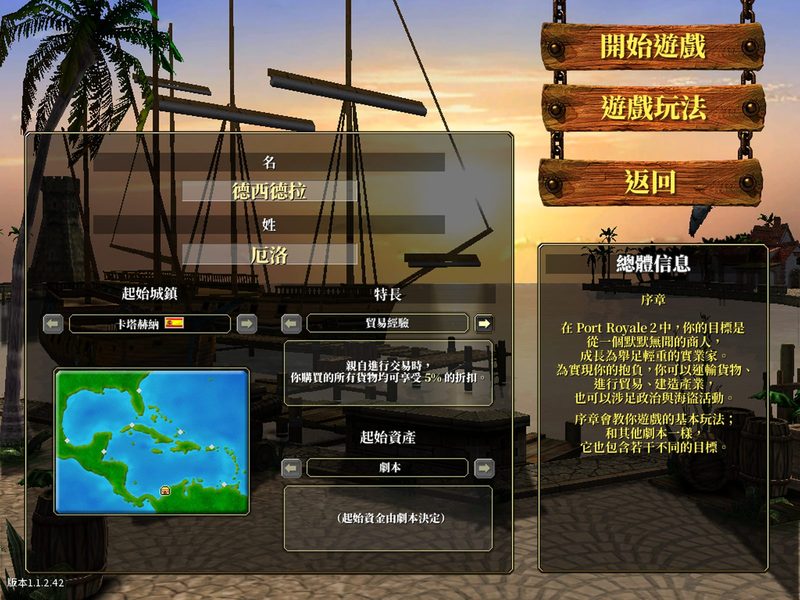 開始遊戲
遊戲玩法
返回
名
德西德拉
姓
厄洛
起始城鎮
卡塔赫納
特長
貿易經驗
親自進行交易時，
你購買的所有貨物均可享受 5% 的折扣。
起始資產
劇本
（起始資金由劇本決定）
總體信息
序章
在 Port Royale 2 中，你的目標是
從一個默默無聞的商人，
成長為舉足輕重的實業家。
為實現你的抱負，你可以運輸貨物、
進行貿易、建造產業，
也可以涉足政治與海盜活動。
序章會教你遊戲的基本玩法；
和其他劇本一樣，
它也包含若干不同的目標。
版本1.1.2.42